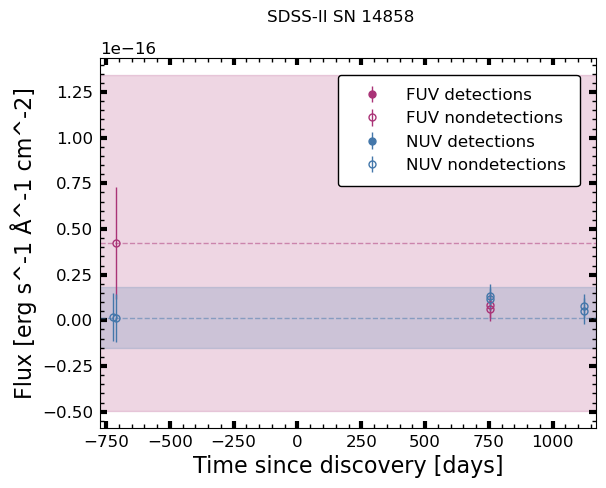 SDSS-II SN 14858
1e−16
FUV detections
FUV nondetections
NUV detections
NUV nondetections
1.25
1.00
0.75
0.50
0.25
0.00
−0.25
−0.50
Flux [erg s^-1 Å^-1 cm^-2]
−750
−500
−250
0
250
500
750
1000
Time since discovery [days]